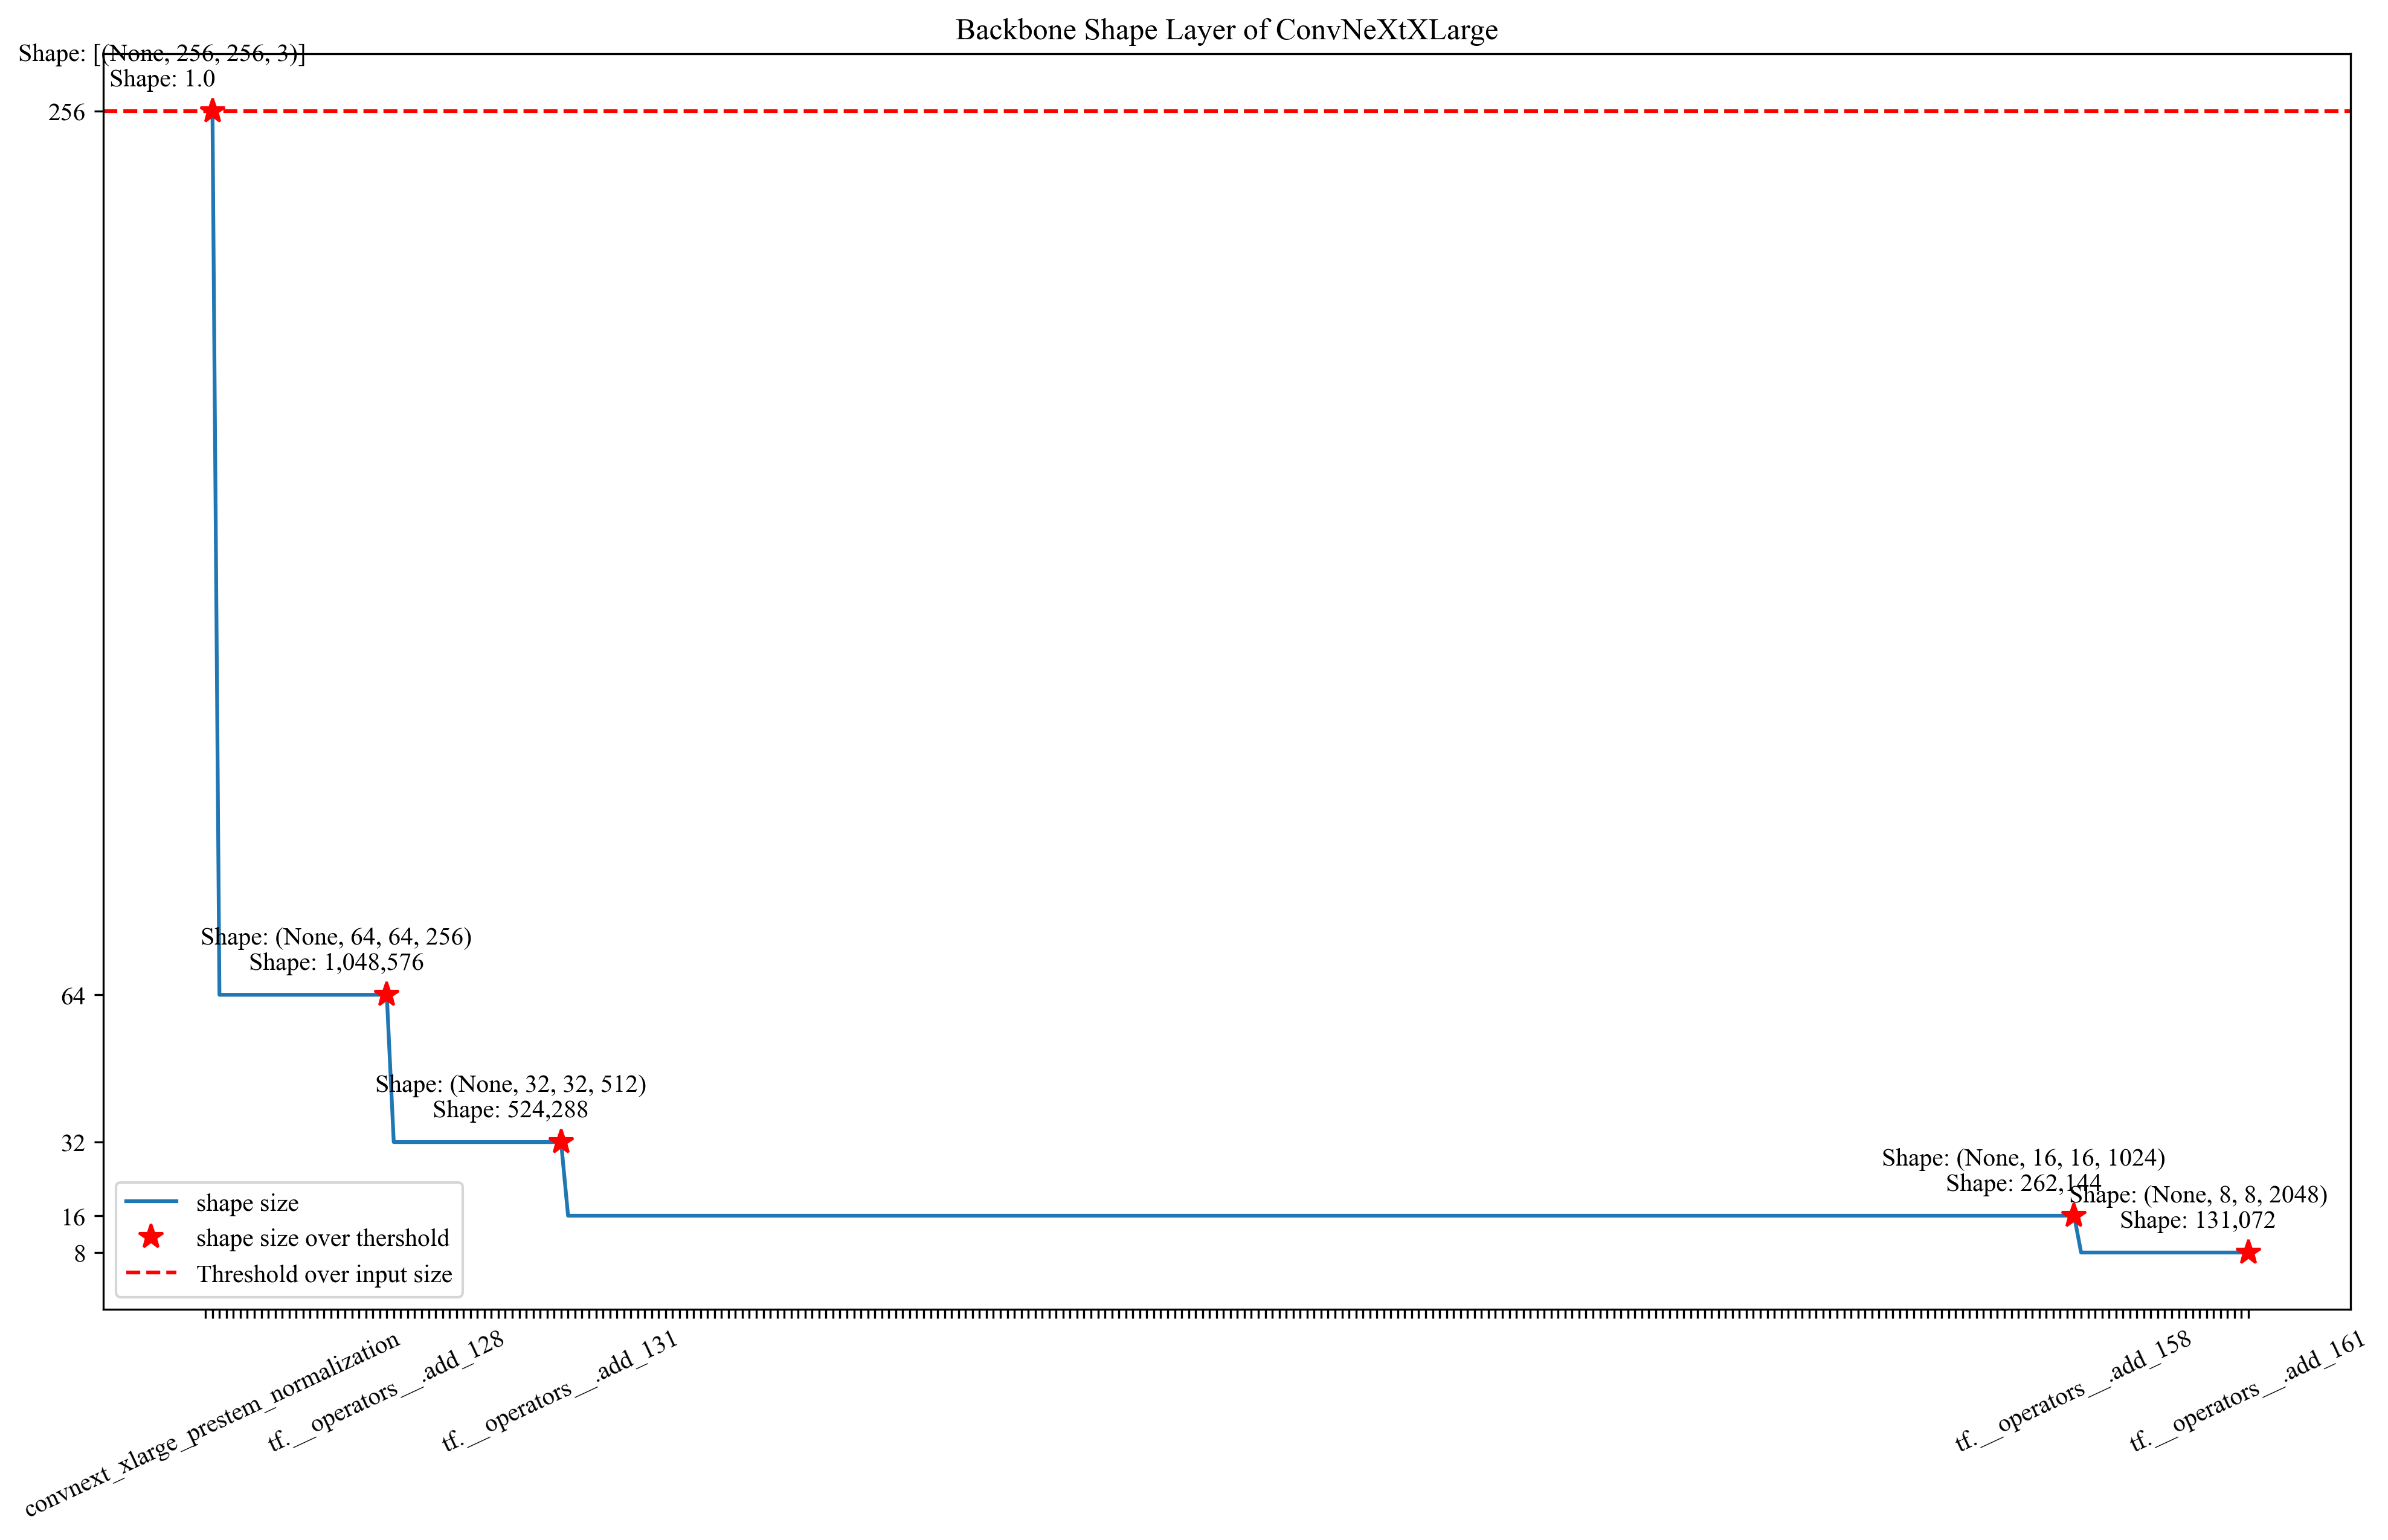 Backbone Shape Layer of ConvNeXtXLarge
Shape: [(None, 256, 256, 3)]
Shape: 1.0
256
Shape: (None, 64, 64, 256)
Shape: 1,048,576
64
Shape: (None, 32, 32, 512)
Shape: 524,288
32
Shape: (None, 16, 16, 1024)
Shape: 262,144
Shape: (None, 8, 8, 2048)
Shape: 131,072
16
8
shape size
shape size over thershold
Threshold over input size
convnext_xlarge_prestem_normalization
tf.__operators__.add_128
tf.__operators__.add_131
tf.__operators__.add_158
tf.__operators__.add_161